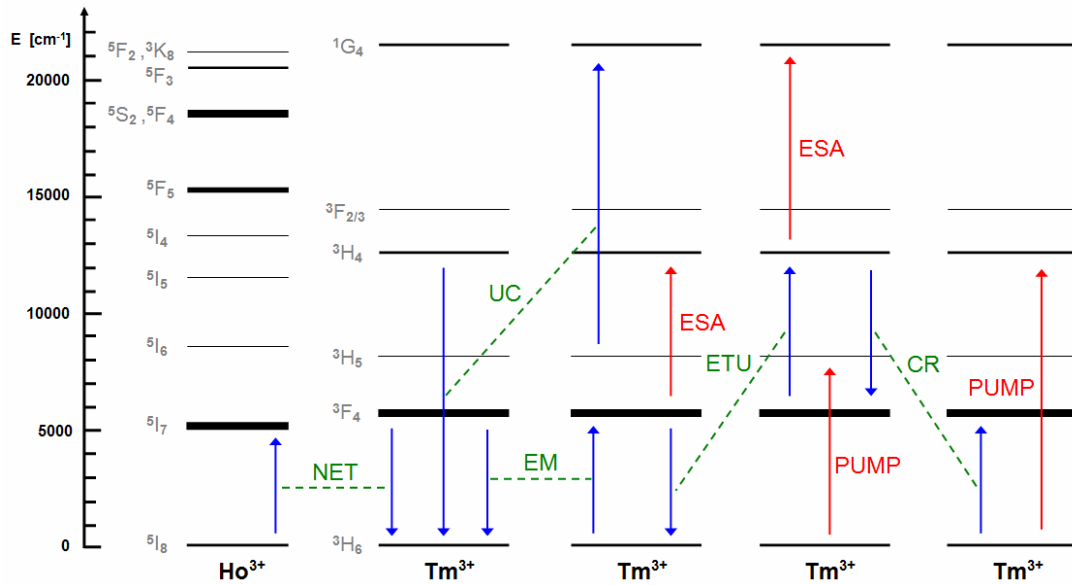 E [cm⁻¹]
20000
15000
10000
5000
0
⁵F₂ ,³K₈
⁵F₃
⁵S₂ ,⁵F₄
⁵F₅
⁵I₄
⁵I₅
⁵I₆
⁵I₇
⁵I₈
¹G₄
³F₂/₃
³H₄
³H₅
³F₄
³H₆
NET
UC
EM
ESA
ETU
ESA
PUMP
CR
PUMP
Ho³⁺
Tm³⁺
Tm³⁺
Tm³⁺
Tm³⁺